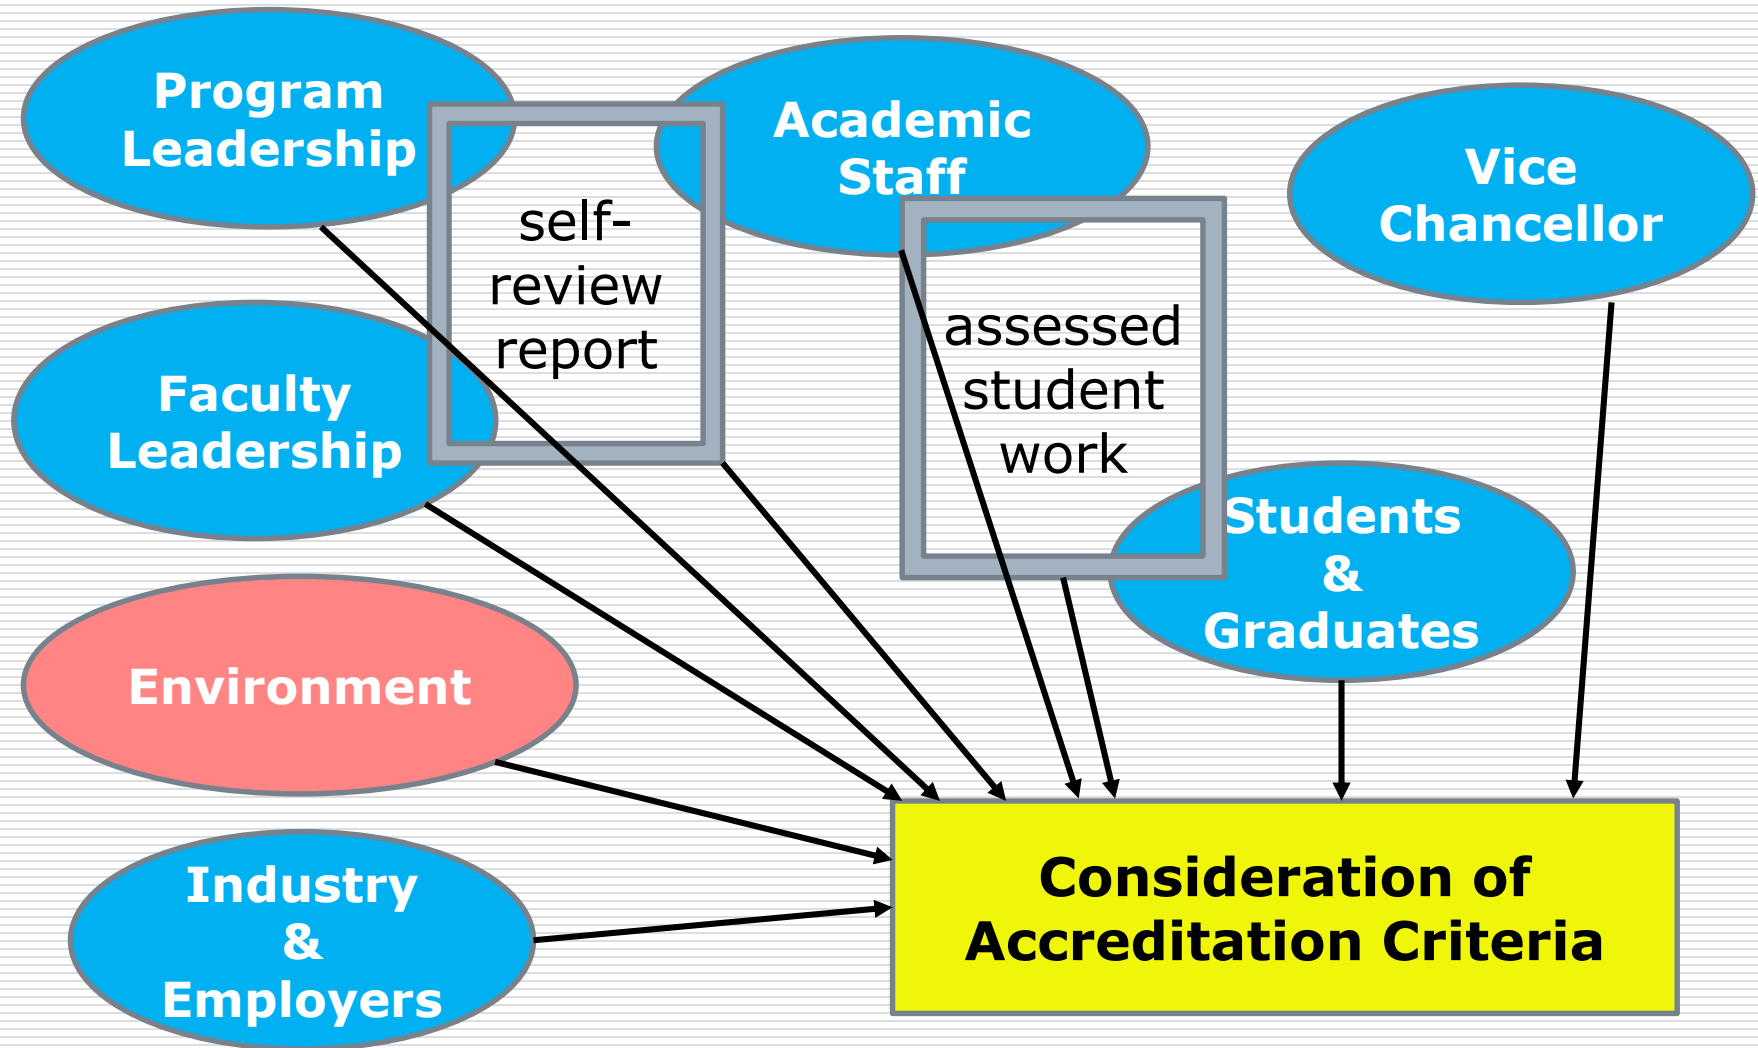 Program
Leadership
self-
review
report
Academic
Staff
assessed
student
work
Vice
Chancellor
Faculty
Leadership
Students
&
Graduates
Environment
Industry
&
Employers
Consideration of
Accreditation Criteria